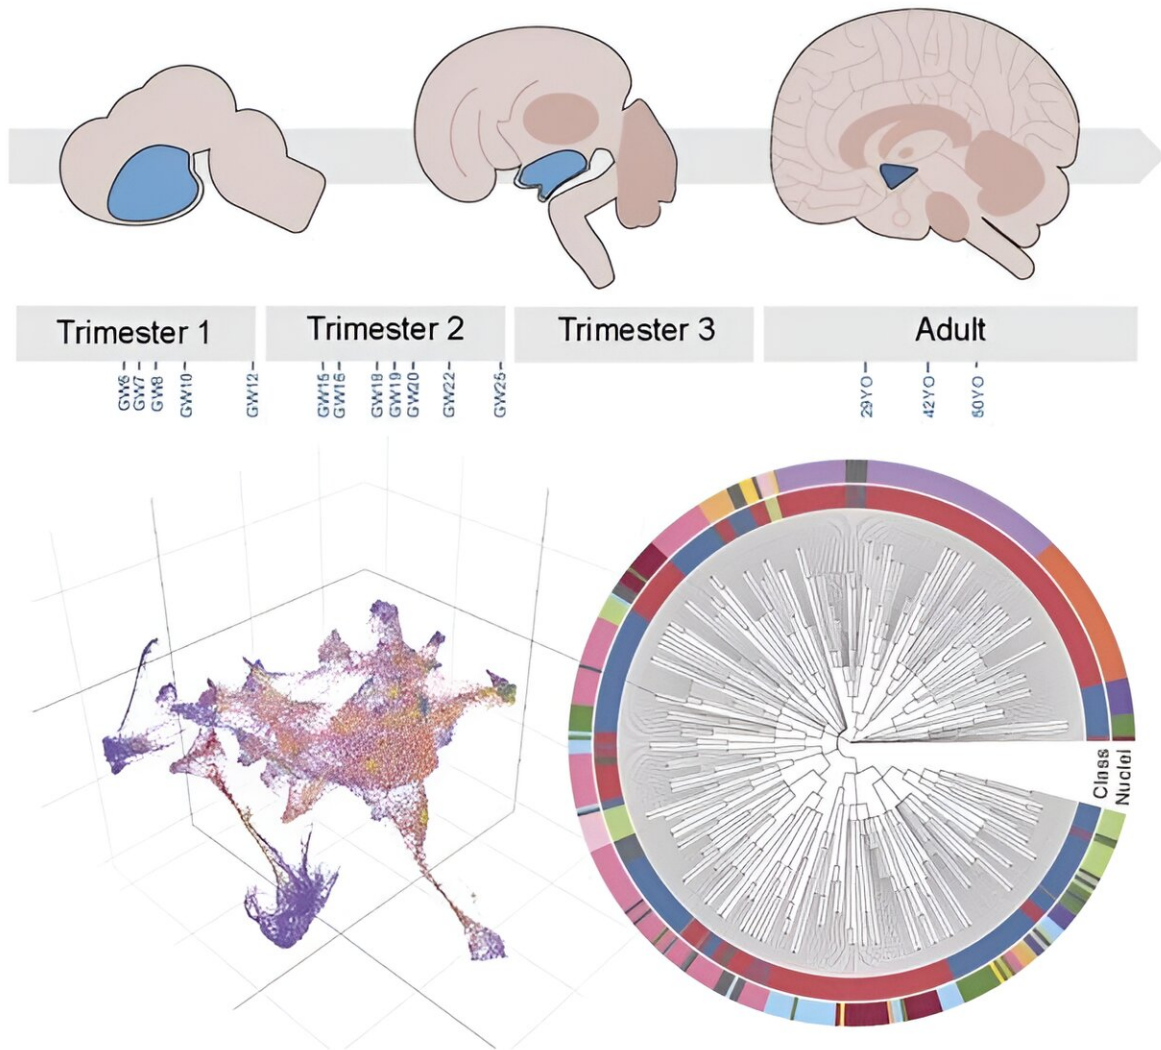 Trimester 1
Trimester 2
Trimester 3
Adult
GW6
GW7
GW8
GW10
GW12
GW15
GW16
GW18
GW19
GW20
GW22
GW25
29YO
42YO
50YO
Class
Nuclei